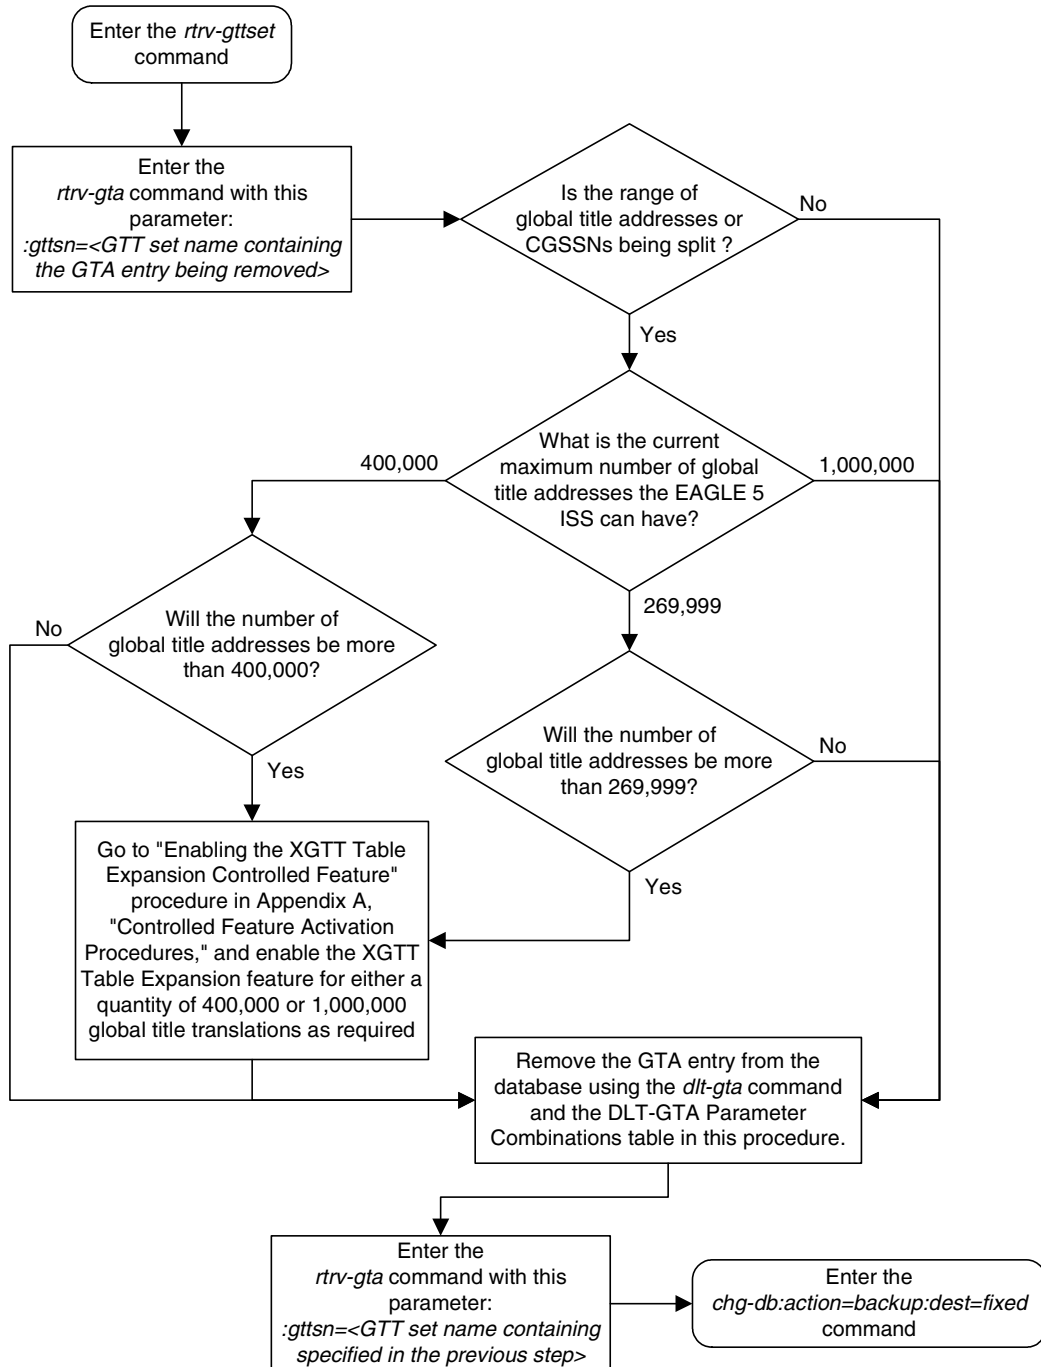 Enter the rtrv-gttset
command
Enter the
rtrv-gta command with this
parameter:
:gttsn=<GTT set name containing
the GTA entry being removed>
Is the range of
global title addresses or
CGSSNs being split ?
No
Yes
What is the current
maximum number of global
title addresses the EAGLE 5
ISS can have?
400,000
1,000,000
269,999
Will the number of
global title addresses be more
than 400,000?
No
Yes
Will the number of
global title addresses be more
than 269,999?
No
Yes
Go to "Enabling the XGTT Table
Expansion Controlled Feature"
procedure in Appendix A,
"Controlled Feature Activation
Procedures," and enable the XGTT
Table Expansion feature for either a
quantity of 400,000 or 1,000,000
global title translations as required
Remove the GTA entry from the
database using the dlt-gta command
and the DLT-GTA Parameter
Combinations table in this procedure.
Enter the
rtrv-gta command with this
parameter:
:gttsn=<GTT set name containing
specified in the previous step>
Enter the
chg-db:action=backup:dest=fixed
command